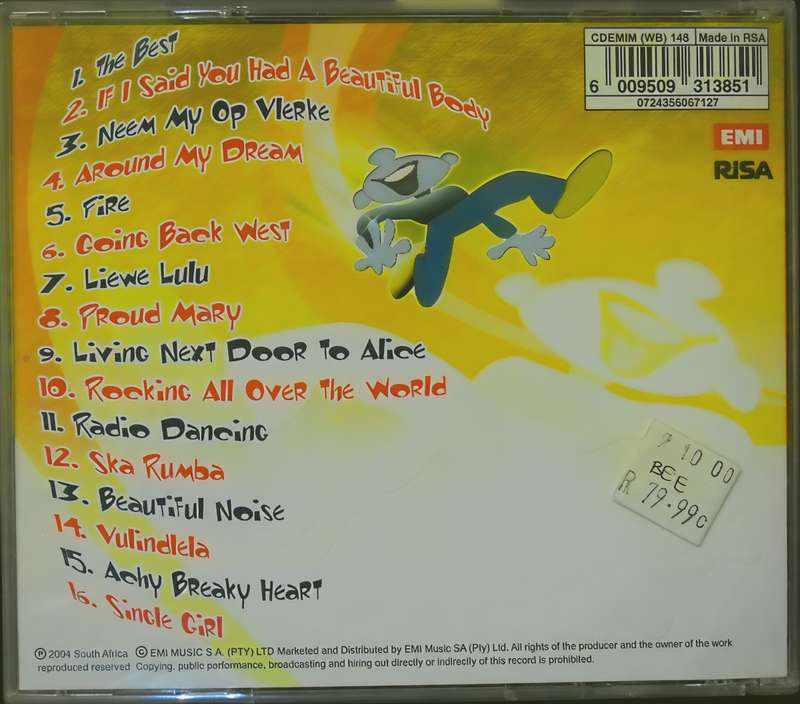 1. The Best
2. If I Said You Had A Beautiful Body
3. Neem My Op Vlerke
4. Around My Dream
5. Fire
6. Going Back West
7. Liewe Lulu
8. Proud Mary
9. Living Next Door To Alice
10. Rocking All Over The World
11. Radio Dancing
12. Ska Rumba
13. Beautiful Noise
14. Vulindlela
15. Achy Breaky Heart
16. Single Girl
CDEMIM (WB) 148 Made in RSA
6 009509 313851
0724356067127
EMI
RISA
10 00
BEE
R 79.99c
℗ 2004 South Africa © EMI MUSIC S A. (PTY) LTD Marketed and Distributed by EMI Music SA (Pty) Ltd. All rights of the producer and the owner of the work
reproduced reserved Copying, public performance, broadcasting and hiring out directly or indirectly of this record is prohibited.